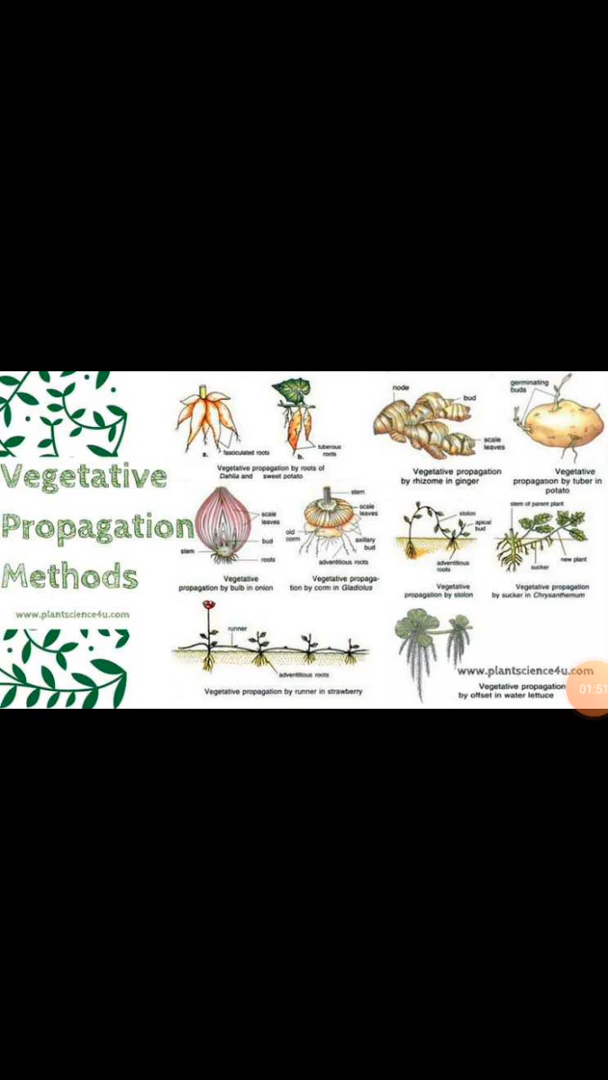 Vegetative
Propagation
Methods
www.plantscience4u.com
a.
fasciculated roots
b.
tuberous
roots
Vegetative propagation by roots of
Dahlia and sweet potato
node
bud
scale
leaves
Vegetative propagation
by rhizome in ginger
germinating
buds
Vegetative
propagation by tuber in
potato
scale
leaves
bud
stem
roots
Vegetative
propagation by bulb in onion
stem
scale
leaves
old
corm
axillary
bud
adventitious roots
Vegetative propaga-
tion by corm in Gladiolus
stolon
apical
bud
adventitious
roots
Vegetative
propagation by stolon
stem of parent plant
new plant
sucker
Vegetative propagation
by sucker in Chrysanthemum
runner
adventitious roots
Vegetative propagation by runner in strawberry
www.plantscience4u.com
Vegetative propagation
by offset in water lettuce
01:51